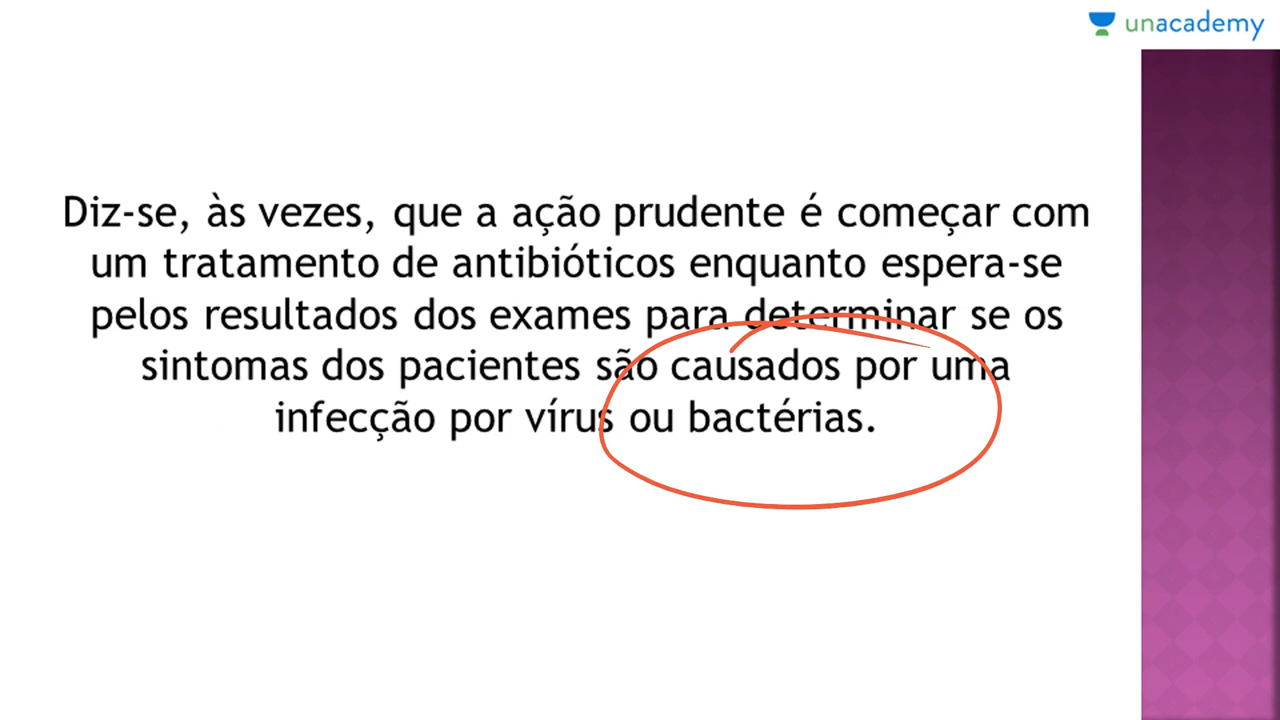 unacademy
Diz-se, às vezes, que a ação prudente é começar com
um tratamento de antibióticos enquanto espera-se
pelos resultados dos exames para determinar se os
sintomas dos pacientes são causados por uma
infecção por vírus ou bactérias.